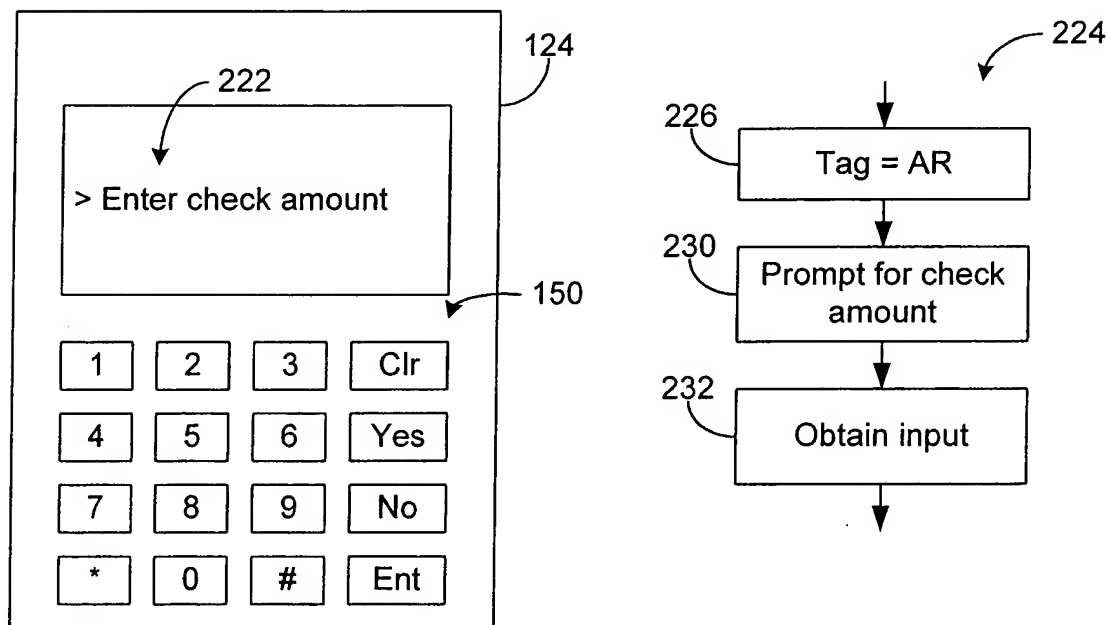 124
222
> Enter check amount
150
1 2 3 Clr
4 5 6 Yes
7 8 9 No
* 0 # Ent
224
226
Tag = AR
230
Prompt for check
amount
232
Obtain input